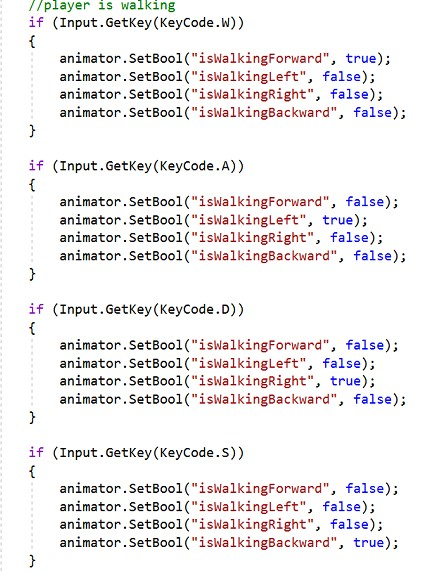 //player is walking
if (Input.GetKey(KeyCode.W))
{
    animator.SetBool("isWalkingForward", true);
    animator.SetBool("isWalkingLeft", false);
    animator.SetBool("isWalkingRight", false);
    animator.SetBool("isWalkingBackward", false);
}

if (Input.GetKey(KeyCode.A))
{
    animator.SetBool("isWalkingForward", false);
    animator.SetBool("isWalkingLeft", true);
    animator.SetBool("isWalkingRight", false);
    animator.SetBool("isWalkingBackward", false);
}

if (Input.GetKey(KeyCode.D))
{
    animator.SetBool("isWalkingForward", false);
    animator.SetBool("isWalkingLeft", false);
    animator.SetBool("isWalkingRight", true);
    animator.SetBool("isWalkingBackward", false);
}

if (Input.GetKey(KeyCode.S))
{
    animator.SetBool("isWalkingForward", false);
    animator.SetBool("isWalkingLeft", false);
    animator.SetBool("isWalkingRight", false);
    animator.SetBool("isWalkingBackward", true);
}